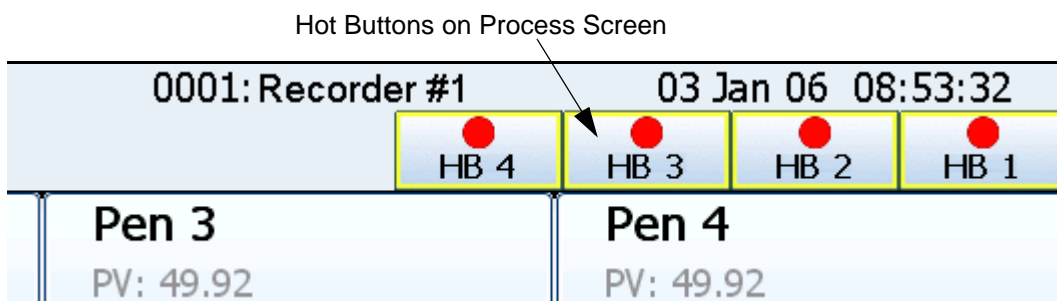 Hot Buttons on Process Screen
0001: Recorder #1 03 Jan 06 08:53:32
HB 4 HB 3 HB 2 HB 1
Pen 3 Pen 4
PV: 49.92 PV: 49.92